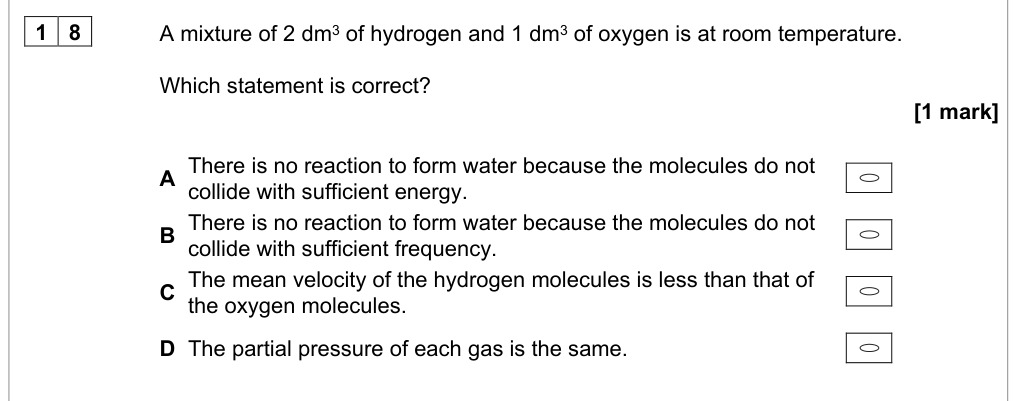 1 8 A mixture of 2 dm³ of hydrogen and 1 dm³ of oxygen is at room temperature.
Which statement is correct?
[1 mark]
A There is no reaction to form water because the molecules do not
collide with sufficient energy.
B There is no reaction to form water because the molecules do not
collide with sufficient frequency.
C The mean velocity of the hydrogen molecules is less than that of
the oxygen molecules.
D The partial pressure of each gas is the same.